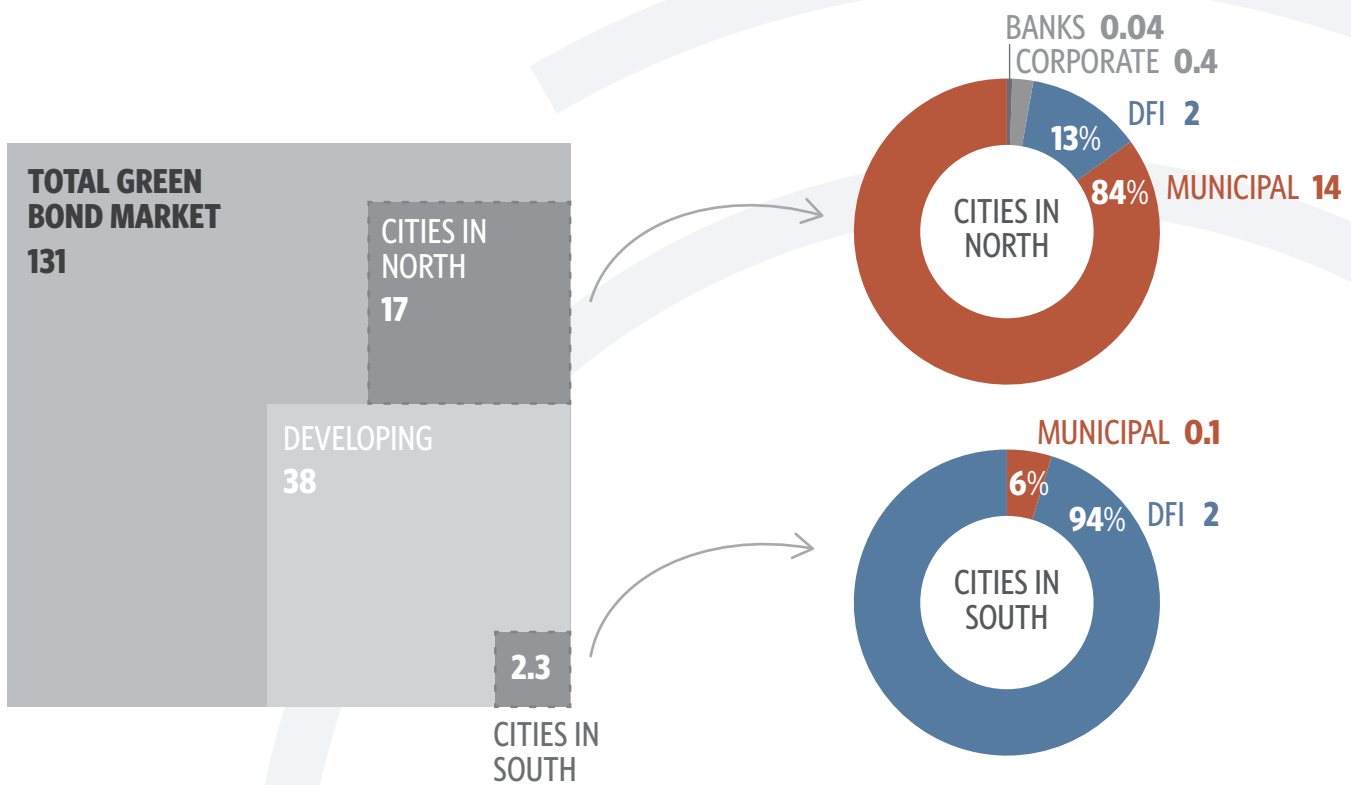 TOTAL GREEN
BOND MARKET
131
CITIES IN
NORTH
17
DEVELOPING
38
2.3
CITIES IN
SOUTH
BANKS 0.04
CORPORATE 0.4
DFI 2
13%
84%
MUNICIPAL 14
CITIES IN
NORTH
MUNICIPAL 0.1
6%
94%
DFI 2
CITIES IN
SOUTH